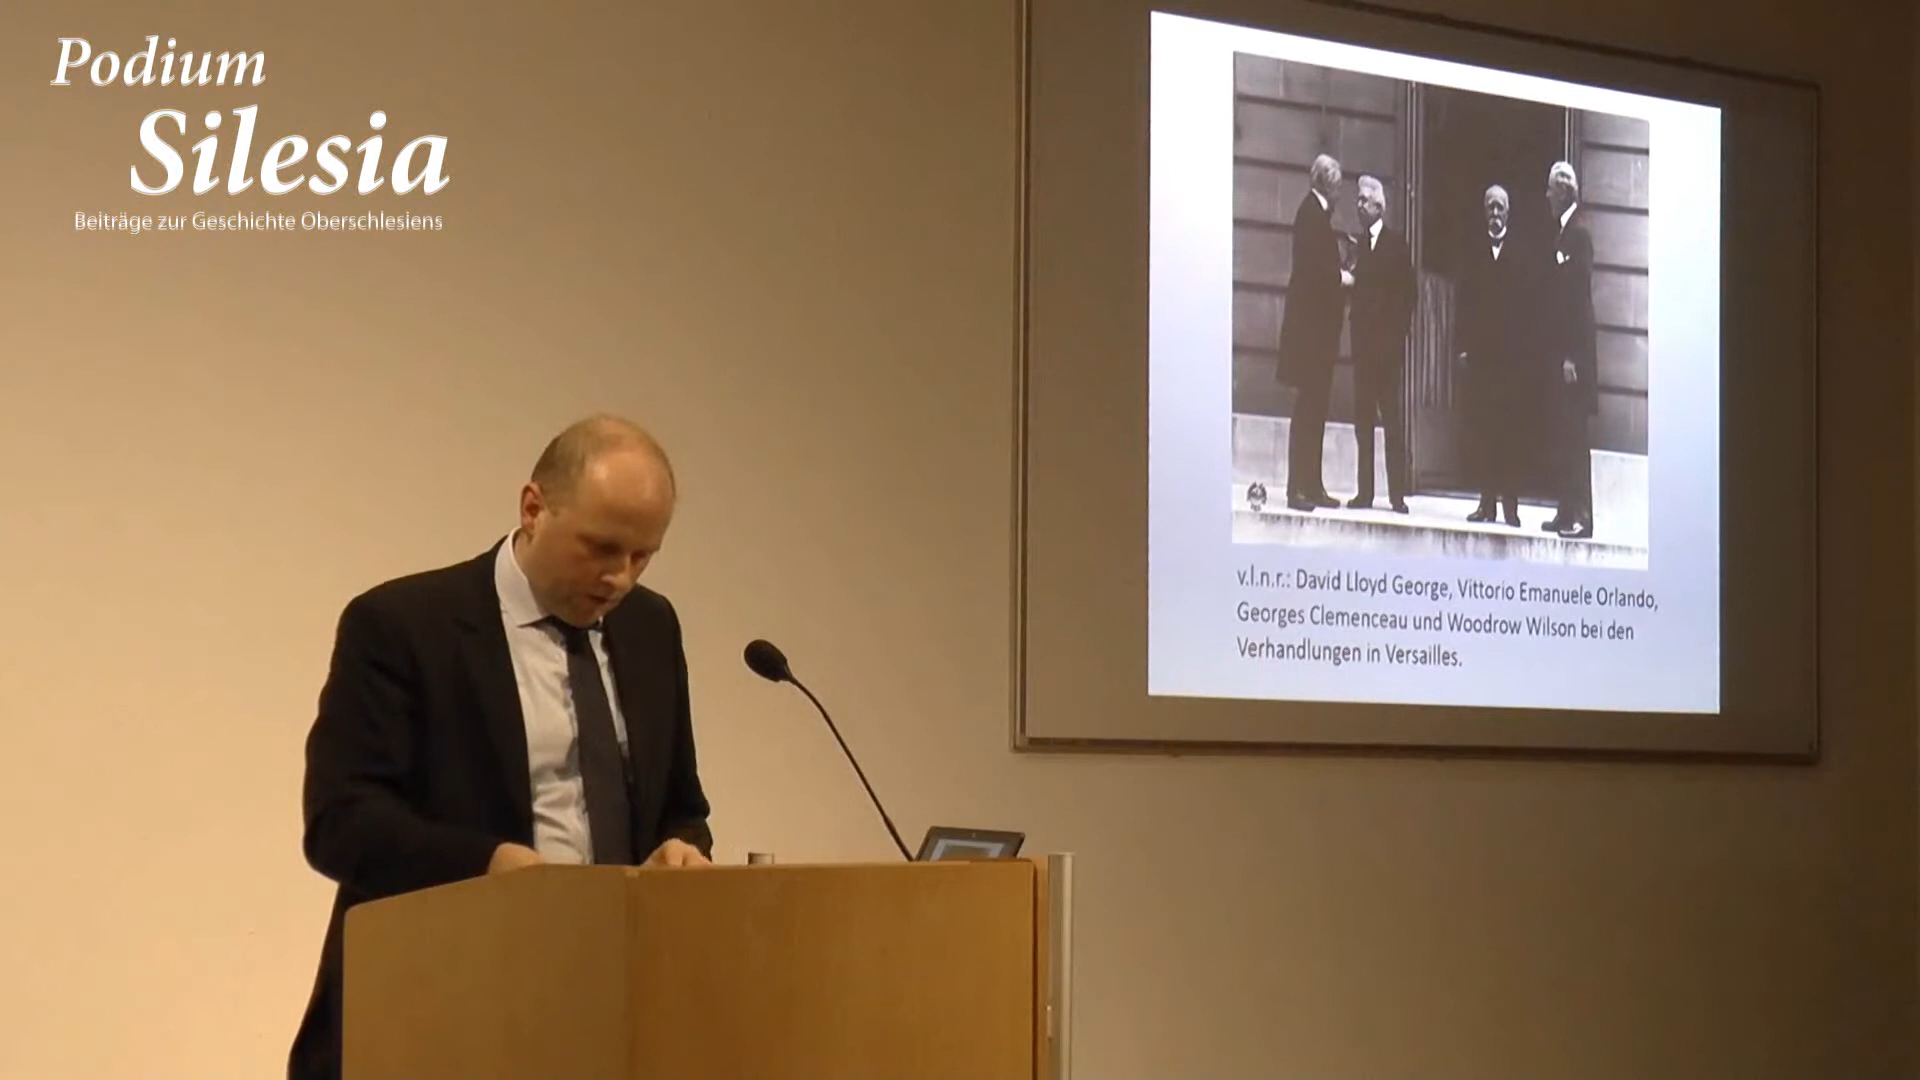 Podium
Silesia
Beiträge zur Geschichte Oberschlesiens
v.l.n.r.: David Lloyd George, Vittorio Emanuele Orlando,
Georges Clemenceau und Woodrow Wilson bei den
Verhandlungen in Versailles.